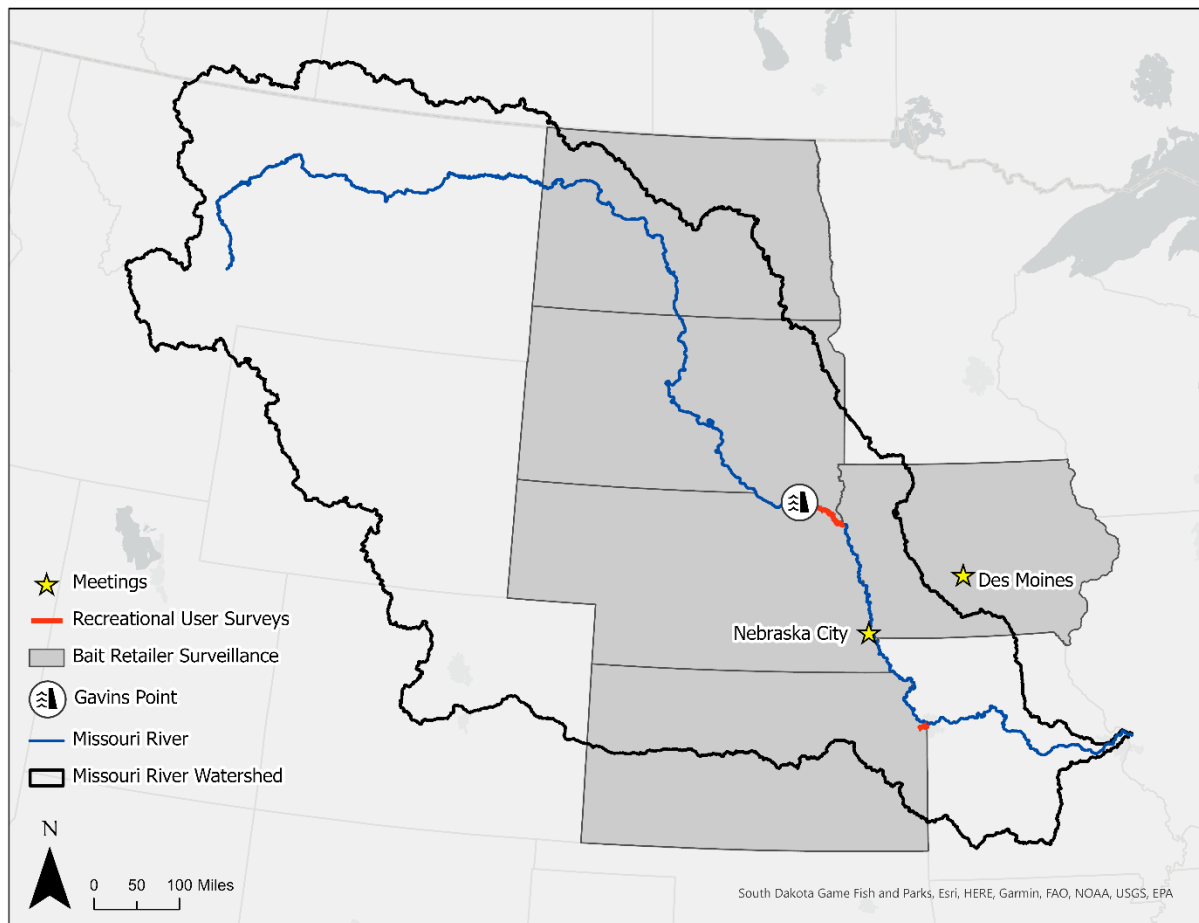 Des Moines
Nebraska City
Meetings
Recreational User Surveys
Bait Retailer Surveillance
Gavins Point
Missouri River
Missouri River Watershed
N
0 50 100 Miles
South Dakota Game Fish and Parks, Esri, HERE, Garmin, FAO, NOAA, USGS, EPA